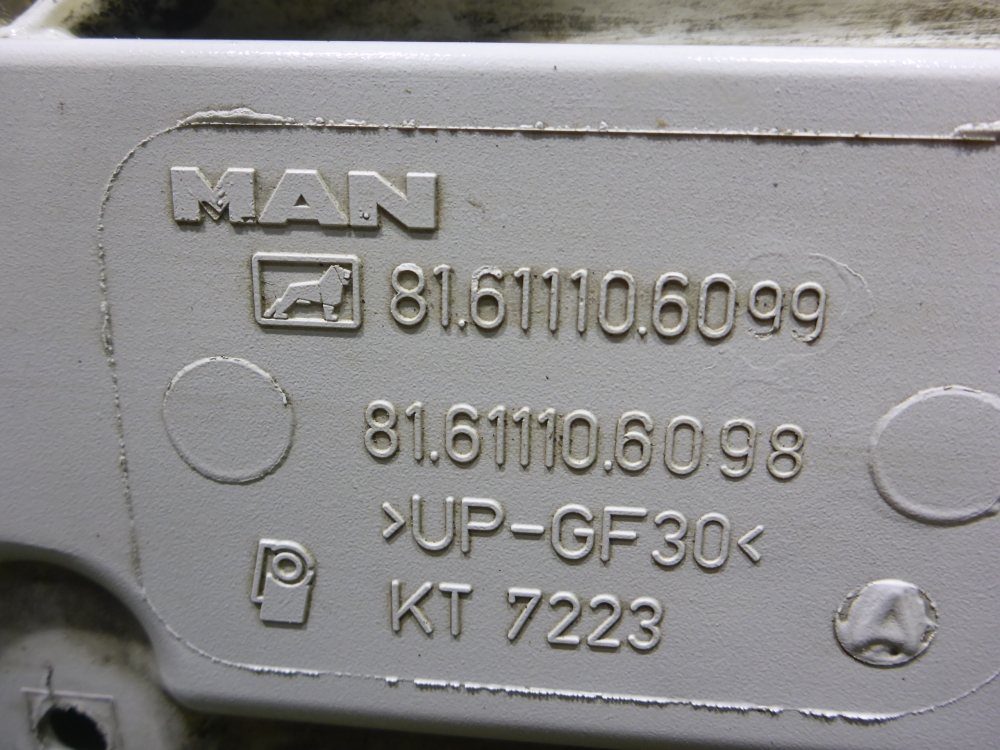 MAN
81.61110.6099
81.61110.6098
>UP-GF30<
KT 7223
A